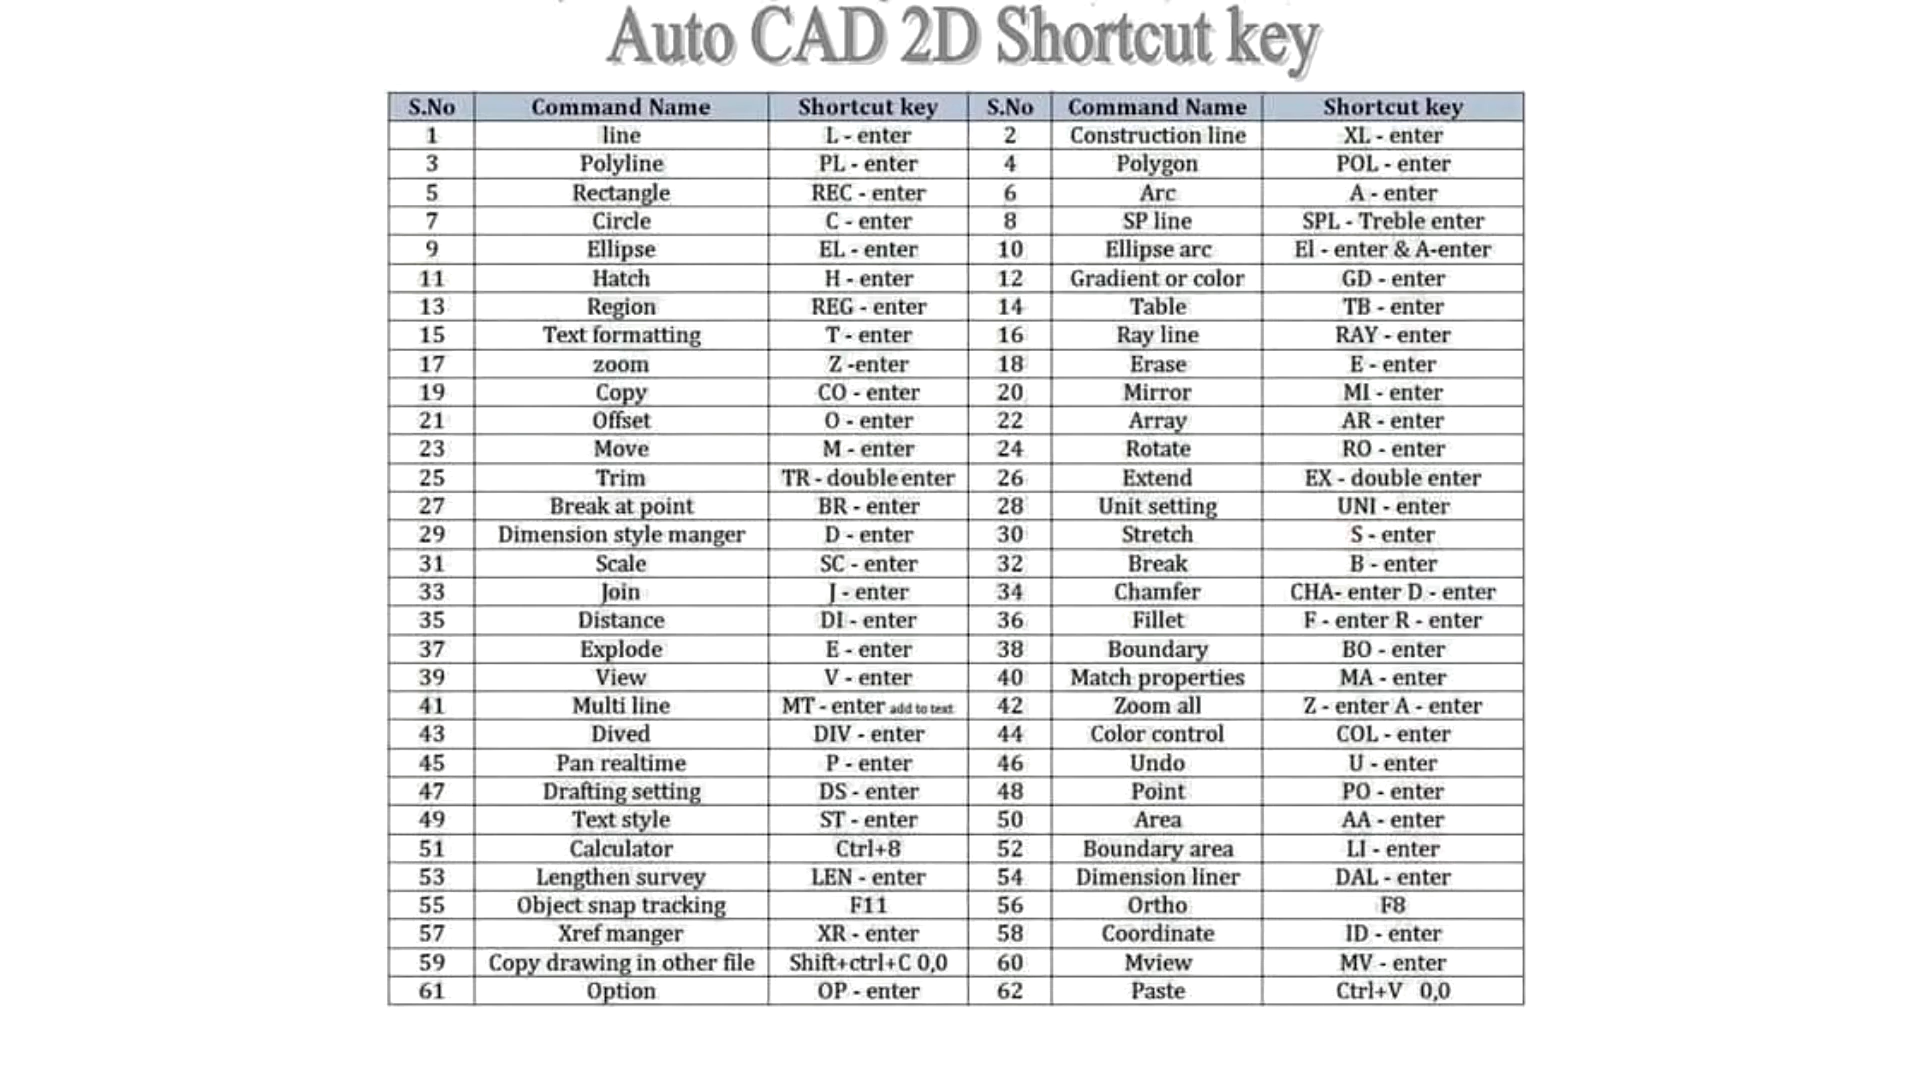 Auto CAD 2D Shortcut key
S.No Command Name Shortcut key S.No Command Name Shortcut key
1 line L - enter 2 Construction line XL - enter
3 Polyline PL - enter 4 Polygon POL - enter
5 Rectangle REC - enter 6 Arc A - enter
7 Circle C - enter 8 SP line SPL - Treble enter
9 Ellipse EL - enter 10 Ellipse arc El - enter & A-enter
11 Hatch H - enter 12 Gradient or color GD - enter
13 Region REG - enter 14 Table TB - enter
15 Text formatting T - enter 16 Ray line RAY - enter
17 zoom Z -enter 18 Erase E - enter
19 Copy CO - enter 20 Mirror MI - enter
21 Offset O - enter 22 Array AR - enter
23 Move M - enter 24 Rotate RO - enter
25 Trim TR - double enter 26 Extend EX - double enter
27 Break at point BR - enter 28 Unit setting UNI - enter
29 Dimension style manger D - enter 30 Stretch S - enter
31 Scale SC - enter 32 Break B - enter
33 Join J - enter 34 Chamfer CHA- enter D - enter
35 Distance DI - enter 36 Fillet F - enter R - enter
37 Explode E - enter 38 Boundary BO - enter
39 View V - enter 40 Match properties MA - enter
41 Multi line MT - enter add to text 42 Zoom all Z - enter A - enter
43 Dived DIV - enter 44 Color control COL - enter
45 Pan realtime P - enter 46 Undo U - enter
47 Drafting setting DS - enter 48 Point PO - enter
49 Text style ST - enter 50 Area AA - enter
51 Calculator Ctrl+8 52 Boundary area LI - enter
53 Lengthen survey LEN - enter 54 Dimension liner DAL - enter
55 Object snap tracking F11 56 Ortho F8
57 Xref manger XR - enter 58 Coordinate ID - enter
59 Copy drawing in other file Shift+ctrl+C 0,0 60 Mview MV - enter
61 Option OP - enter 62 Paste Ctrl+V 0,0